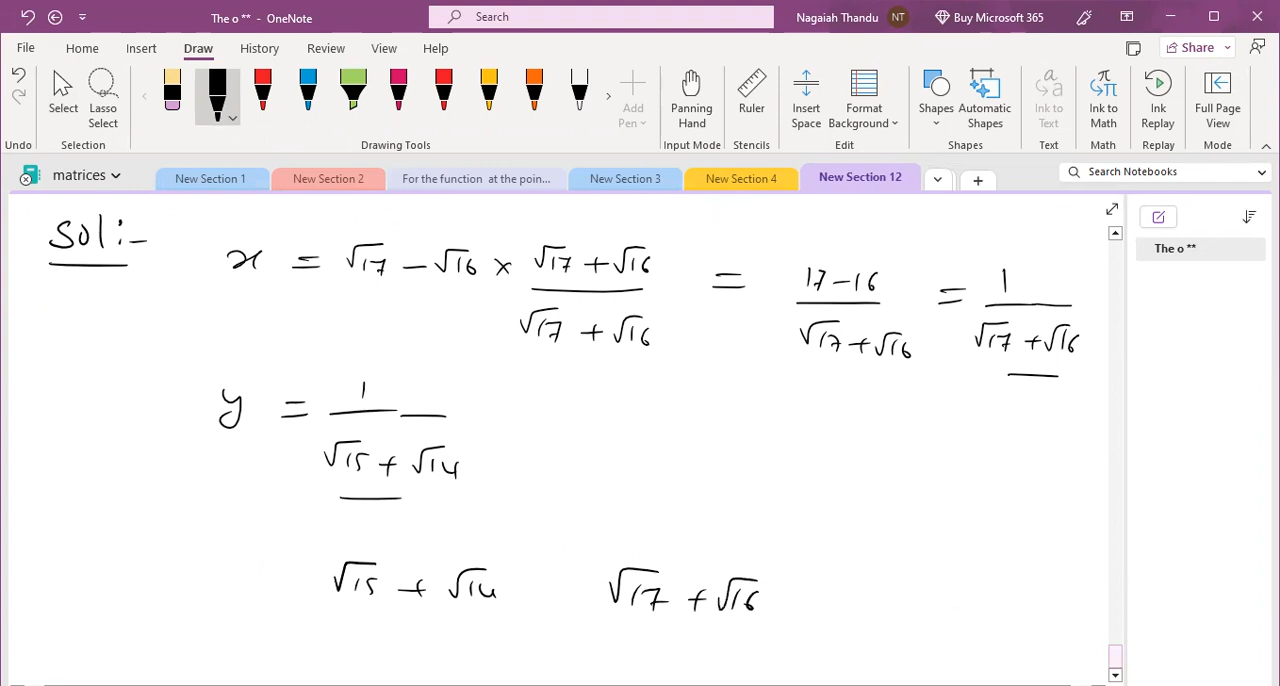 The o ** - OneNote
Search
Nagaiah Thandu NT
Buy Microsoft 365
File Home Insert Draw History Review View Help
Share
Select Lasso Select
Add Pen Panning Hand Ruler Insert Space Format Background Shapes Automatic Shapes Ink to Text Ink to Math Ink Replay Full Page View
Undo Selection Drawing Tools Input Mode Stencils Edit Shapes Text Math Replay Mode
matrices New Section 1 New Section 2 For the function at the poin... New Section 3 New Section 4 New Section 12 + Search Notebooks
The o **
Sol:-
x = √17 - √16 × (√17 + √16)/(√17 + √16) = (17-16)/(√17 + √16) = 1/(√17 + √16)
y = 1/(√15 + √14)
√15 + √14 √17 + √16